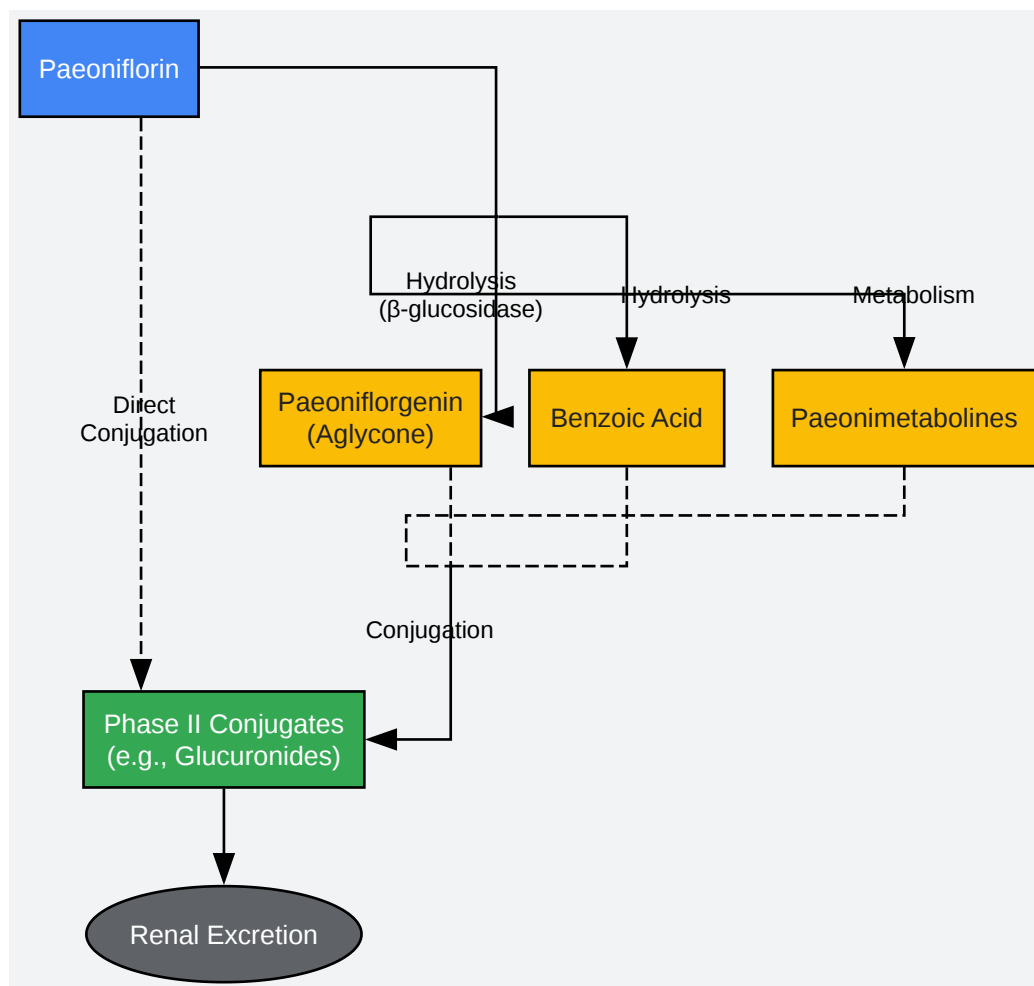 Paeoniflorin
Hydrolysis
(β-glucosidase)
Hydrolysis
Metabolism
Direct
Conjugation
Paeoniflorgenin
(Aglycone)
Benzoic Acid
Paeonimetabolines
Conjugation
Phase II Conjugates
(e.g., Glucuronides)
Renal Excretion